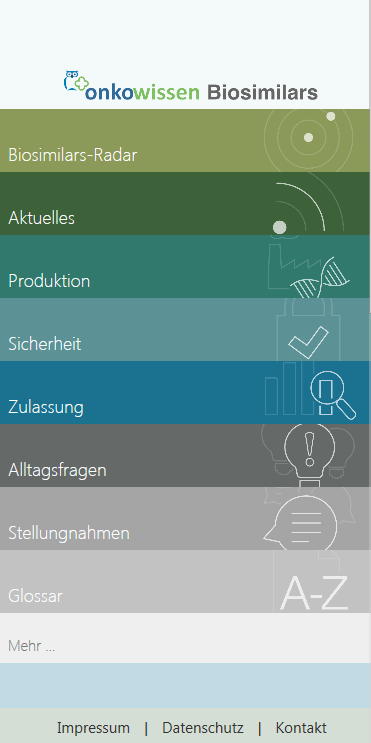 onkowissen Biosimilars
Biosimilars-Radar
Aktuelles
Produktion
Sicherheit
Zulassung
Alltagsfragen
Stellungnahmen
Glossar
A-Z
Mehr ...
Impressum | Datenschutz | Kontakt